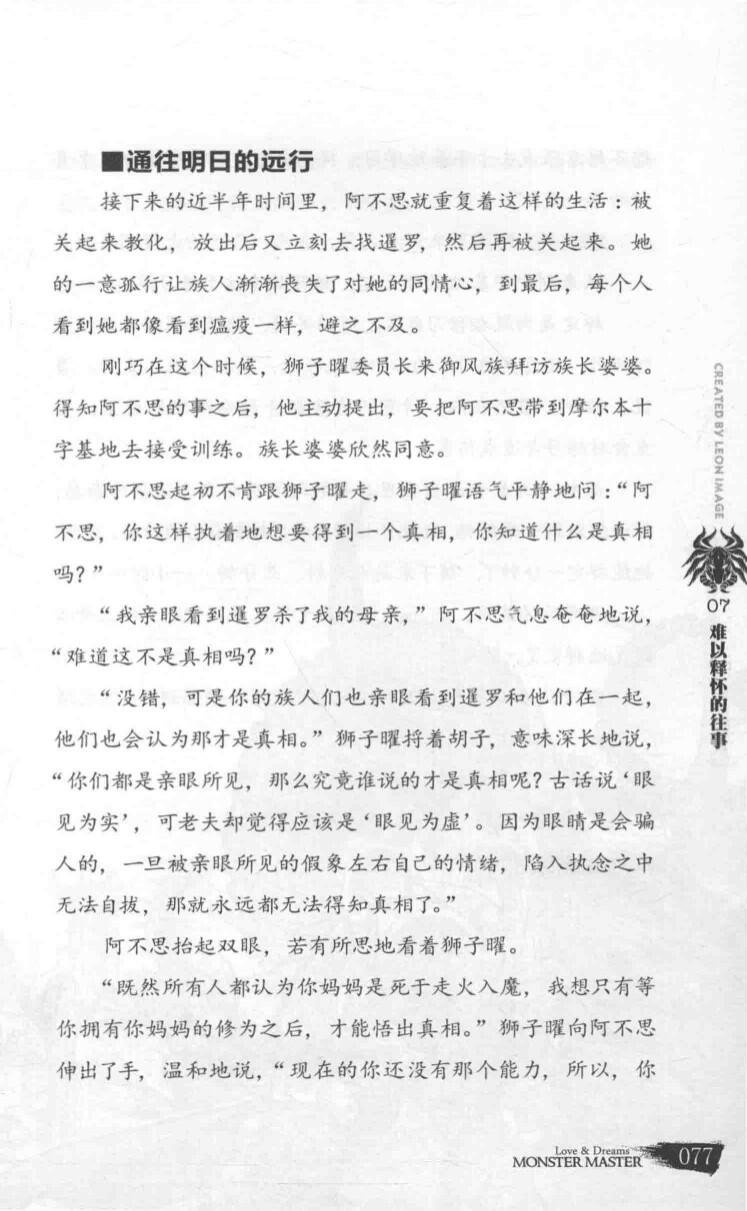 ■通往明日的远行
接下来的近半年时间里，阿不思就重复着这样的生活：被
关起来教化，放出后又立刻去找暹罗，然后再被关起来。她
的一意孤行让族人渐渐丧失了对她的同情心，到最后，每个人
看到她都像看到瘟疫一样，避之不及。
刚巧在这个时候，狮子曜委员长来御风族拜访族长婆婆。
得知阿不思的事之后，他主动提出，要把阿不思带到摩尔本十
字基地去接受训练。族长婆婆欣然同意。
阿不思起初不肯跟狮子曜走，狮子曜语气平静地问：“阿
不思，你这样执着地想要得到一个真相，你知道什么是真相
吗？”
“我亲眼看到暹罗杀了我的母亲，”阿不思气息奄奄地说，
“难道这不是真相吗？”
“没错，可是你的族人们也亲眼看到暹罗和他们在一起，
他们也会认为那才是真相。”狮子曜捋着胡子，意味深长地说，
“你们都是亲眼所见，那么究竟谁说的才是真相呢？古话说‘眼
见为实’，可老夫却觉得应该是‘眼见为虚’。因为眼睛是会骗
人的，一旦被亲眼所见的假象左右自己的情绪，陷入执念之中
无法自拔，那就永远都无法得知真相了。”
阿不思抬起双眼，若有所思地看着狮子曜。
“既然所有人都认为你妈妈是死于走火入魔，我想只有等
你拥有你妈妈的修为之后，才能悟出真相。”狮子曜向阿不思
伸出了手，温和地说，“现在的你还没有那个能力，所以，你
CREATED BY LEON IMAGE
07
难以释怀的往事
Love & Dreams
MONSTER MASTER
077